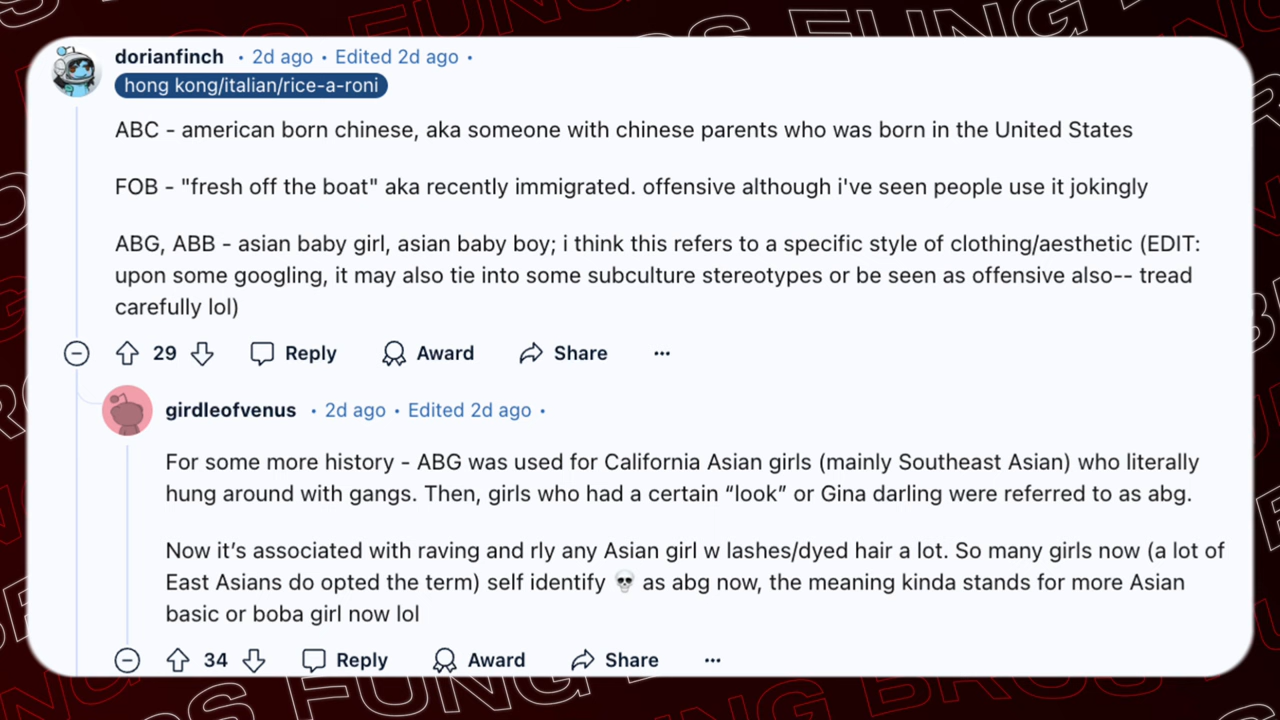 dorianfinch • 2d ago • Edited 2d ago •
hong kong/italian/rice-a-roni
ABC - american born chinese, aka someone with chinese parents who was born in the United States
FOB - "fresh off the boat" aka recently immigrated. offensive although i've seen people use it jokingly
ABG, ABB - asian baby girl, asian baby boy; i think this refers to a specific style of clothing/aesthetic (EDIT:
upon some googling, it may also tie into some subculture stereotypes or be seen as offensive also-- tread
carefully lol)
29 Reply Award Share ...
girdleofvenus • 2d ago • Edited 2d ago •
For some more history - ABG was used for California Asian girls (mainly Southeast Asian) who literally
hung around with gangs. Then, girls who had a certain “look” or Gina darling were referred to as abg.
Now it’s associated with raving and rly any Asian girl w lashes/dyed hair a lot. So many girls now (a lot of
East Asians do opted the term) self identify 💀 as abg now, the meaning kinda stands for more Asian
basic or boba girl now lol
34 Reply Award Share ...
FUNG BROS